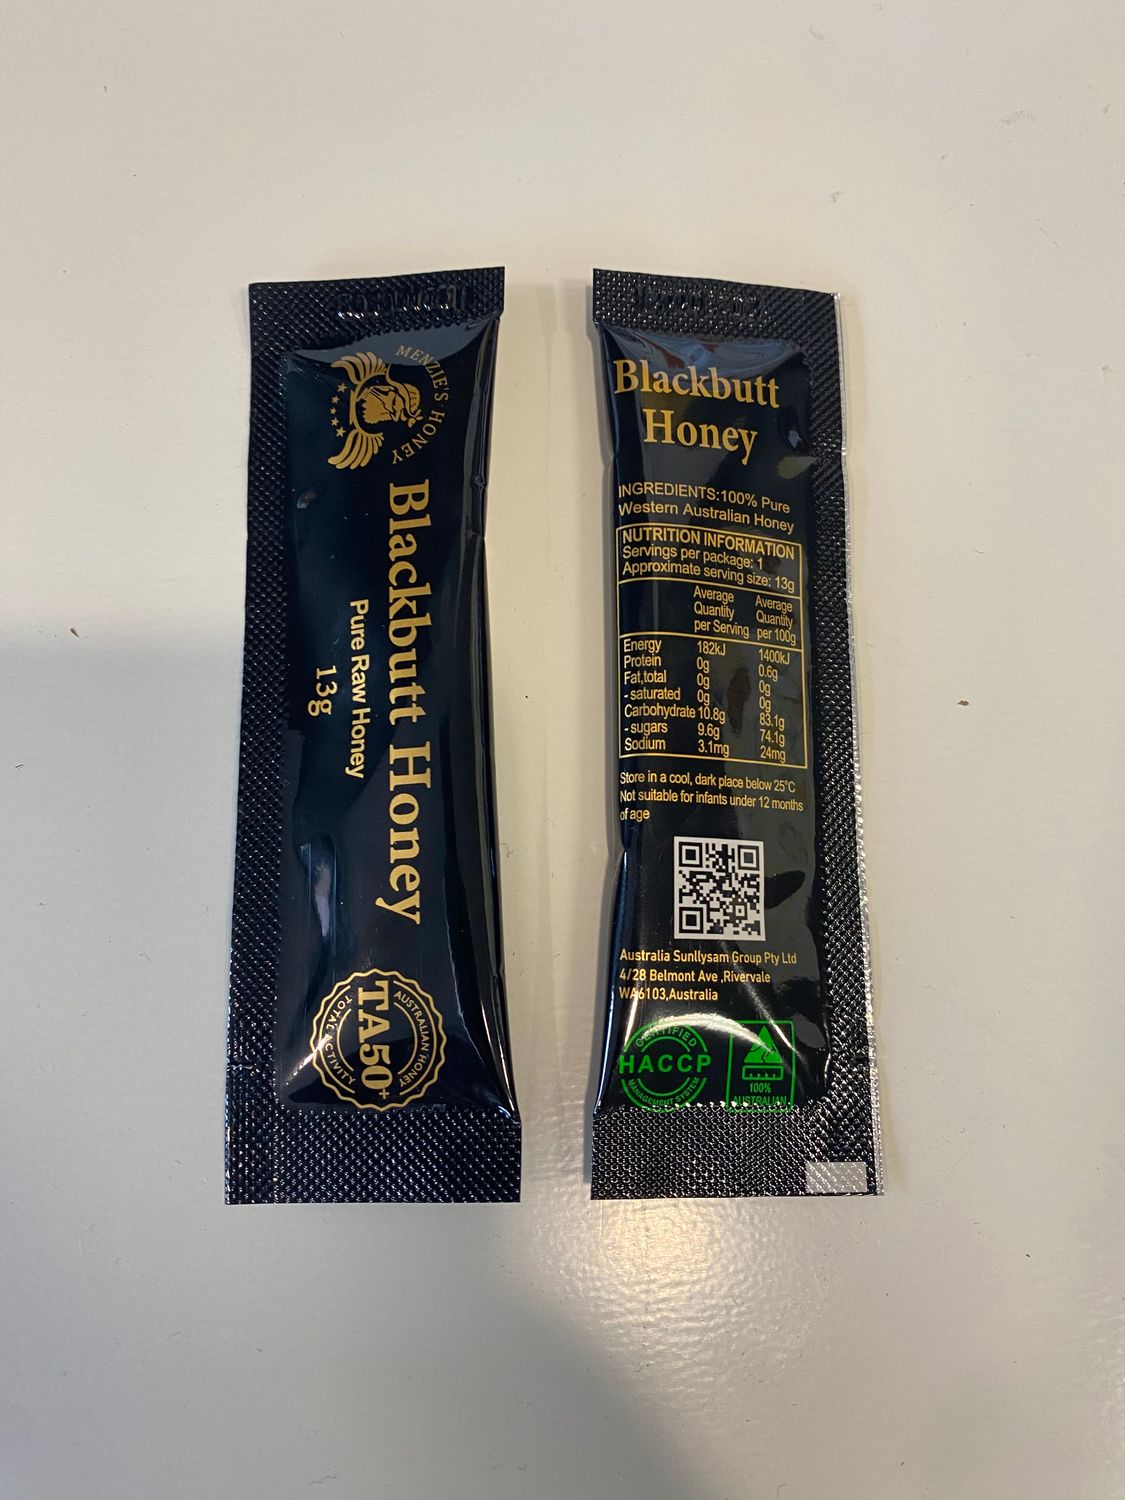 MENZIE'S HONEY
Blackbutt Honey
Pure Raw Honey
13g
AUSTRALIAN HONEY
TA50+
TOTAL ACTIVITY
Blackbutt
Honey
INGREDIENTS:100% Pure
Western Australian Honey
NUTRITION INFORMATION
Servings per package: 1
Approximate serving size: 13g
Average Quantity per Serving Average Quantity per 100g
Energy 182kJ 1400kJ
Protein 0g 0.6g
Fat,total 0g 0g
- saturated 0g 0g
Carbohydrate 10.8g 83.1g
- sugars 9.6g 74.1g
Sodium 3.1mg 24mg
Store in a cool, dark place below 25°C
Not suitable for infants under 12 months
of age
Australia Sunllysam Group Pty Ltd
4/28 Belmont Ave ,Rivervale
WA6103,Australia
CERTIFIED
HACCP
MANAGEMENT SYSTEM
100%
AUSTRALIAN